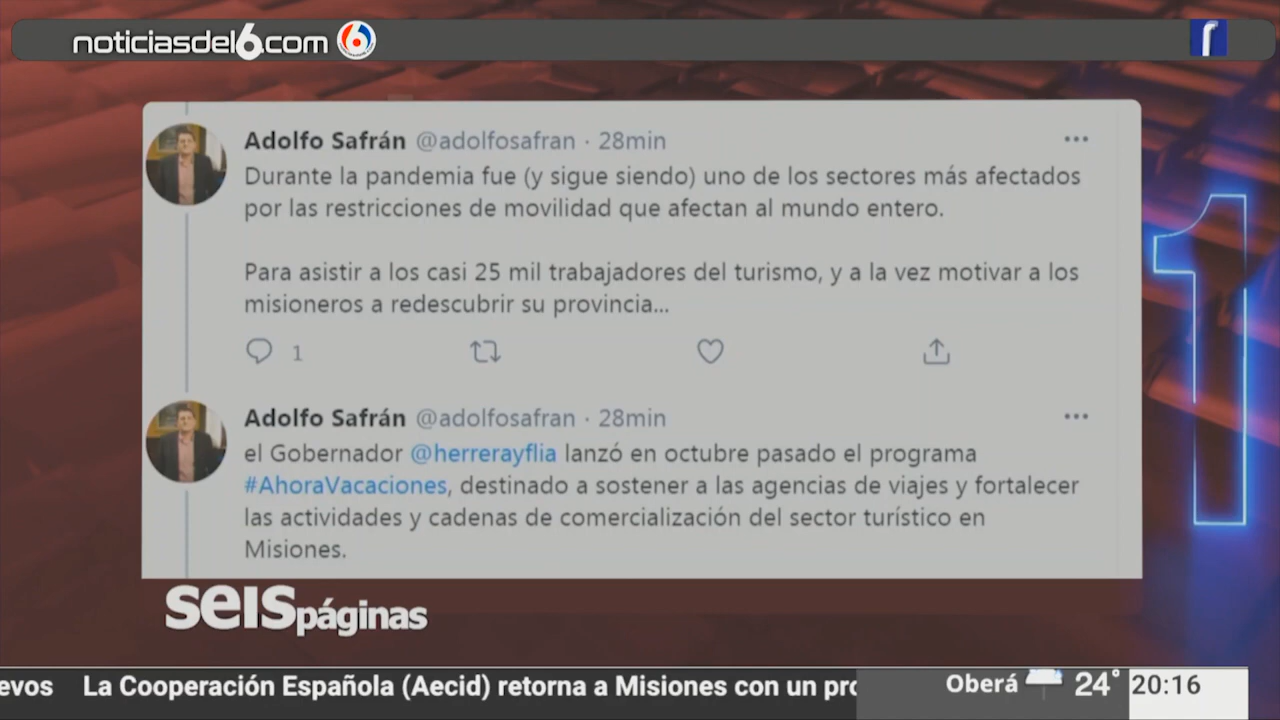 noticiasdel6.com 6
Adolfo Safrán @adolfosafran · 28min
Durante la pandemia fue (y sigue siendo) uno de los sectores más afectados
por las restricciones de movilidad que afectan al mundo entero.
Para asistir a los casi 25 mil trabajadores del turismo, y a la vez motivar a los
misioneros a redescubrir su provincia...
1
Adolfo Safrán @adolfosafran · 28min
el Gobernador @herrerayflia lanzó en octubre pasado el programa
#AhoraVacaciones, destinado a sostener a las agencias de viajes y fortalecer
las actividades y cadenas de comercialización del sector turístico en
Misiones.
1
seispáginas
evos La Cooperación Española (Aecid) retorna a Misiones con un pro
Oberá 24° 20:16